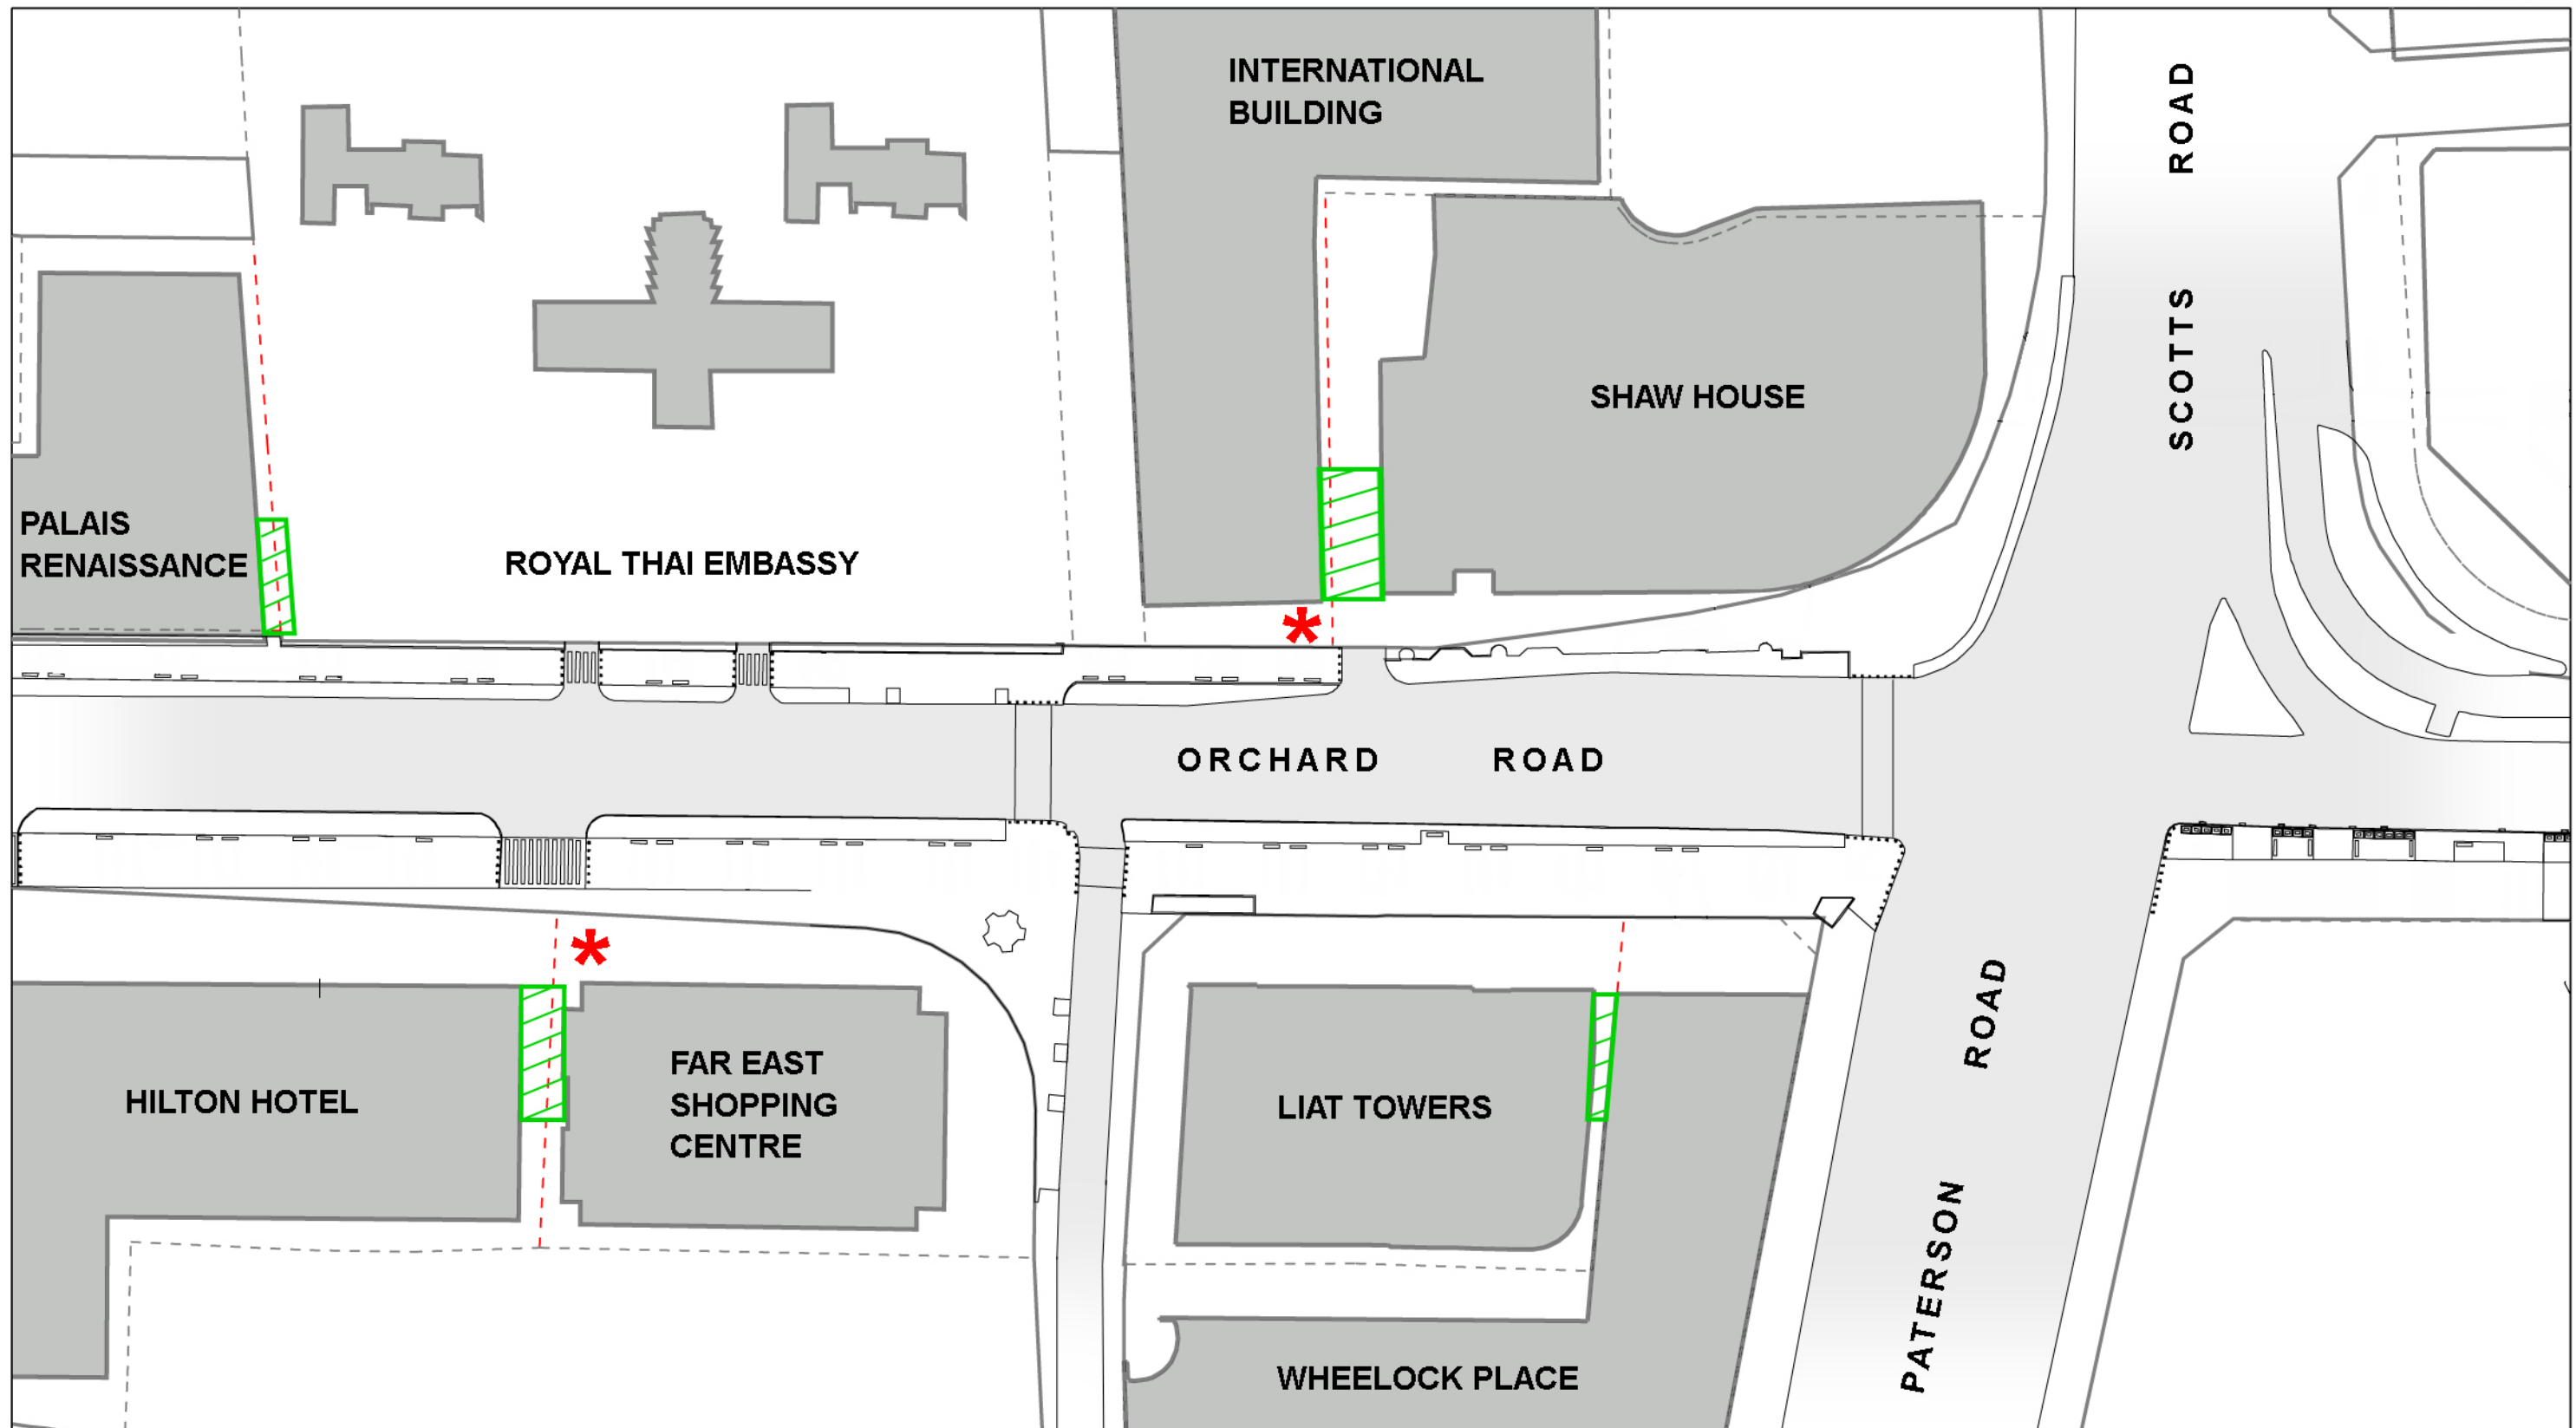 INTERNATIONAL
BUILDING
SCOTTS ROAD
SHAW HOUSE
PALAIS
RENAISSANCE
ROYAL THAI EMBASSY
*
ORCHARD ROAD
*
HILTON HOTEL
FAR EAST
SHOPPING
CENTRE
LIAT TOWERS
PATERSON ROAD
WHEELOCK PLACE